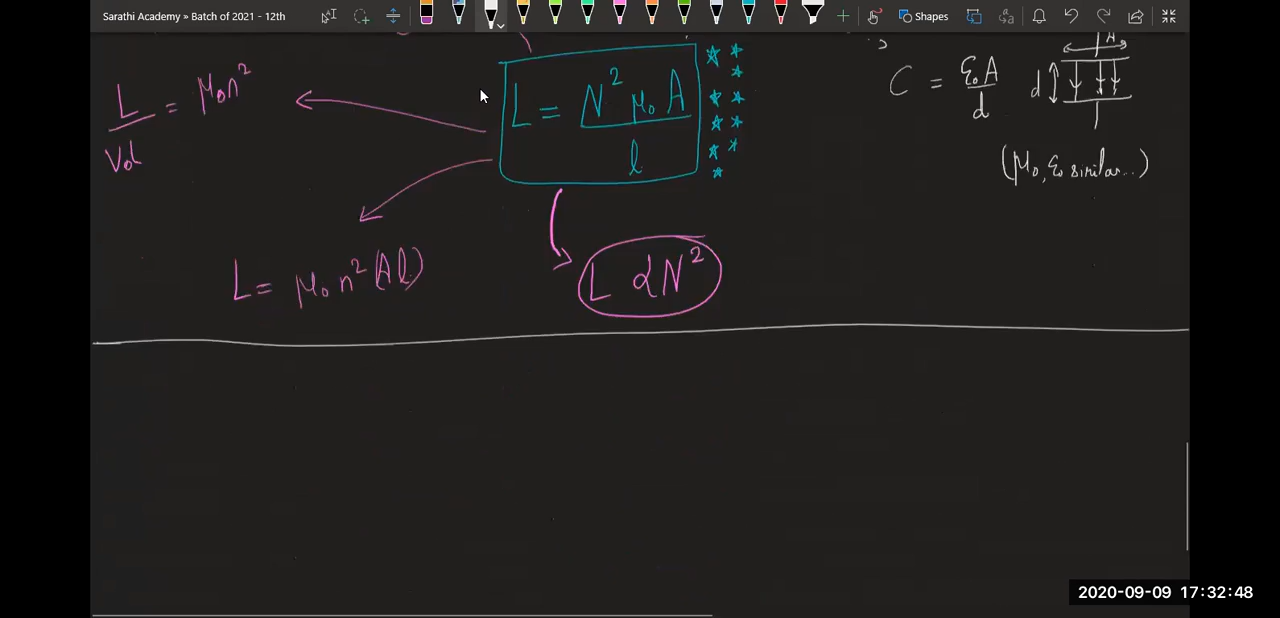 Sarathi Academy » Batch of 2021 - 12th
Shapes
L/Vol = μ₀n²
L = N² μ₀ A / l
C = ε₀A / d
d
A
(μ₀, ε₀ similar..)
L = μ₀ n² (Al)
L ∝ N²
2020-09-09 17:32:48